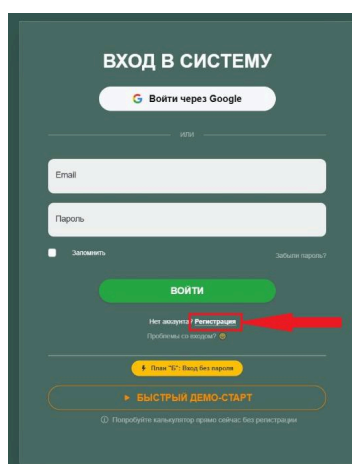 ВХОД В СИСТЕМУ
Войти через Google
ИЛИ
Email
Пароль
Запомнить
Забыли пароль?
ВОЙТИ
Нет аккаунта? Регистрация
Проблемы со входом?
План "Б": Вход без пароля
БЫСТРЫЙ ДЕМО-СТАРТ
Попробуйте калькулятор прямо сейчас без регистрации